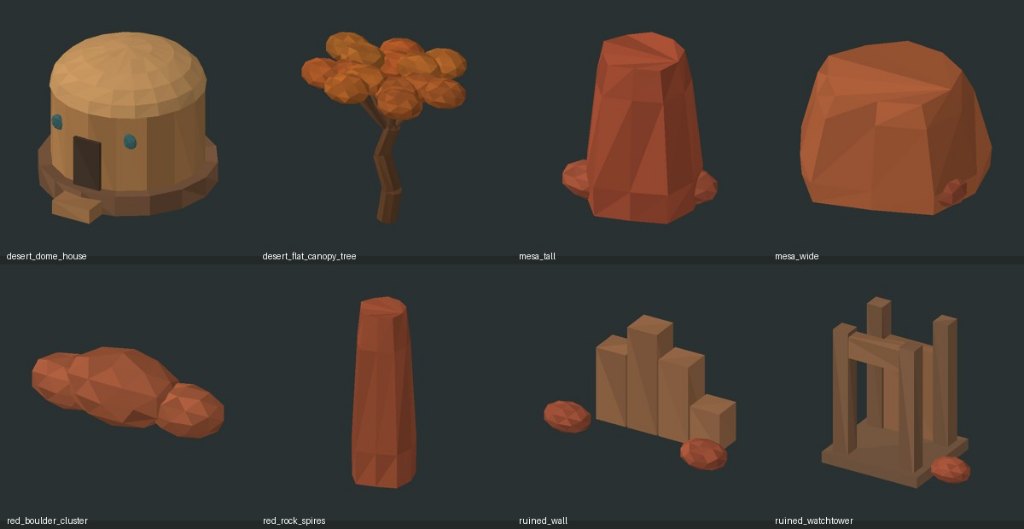 desert_dome_house
desert_flat_canopy_tree
mesa_tall
mesa_wide
red_boulder_cluster
red_rock_spires
ruined_wall
ruined_watchtower